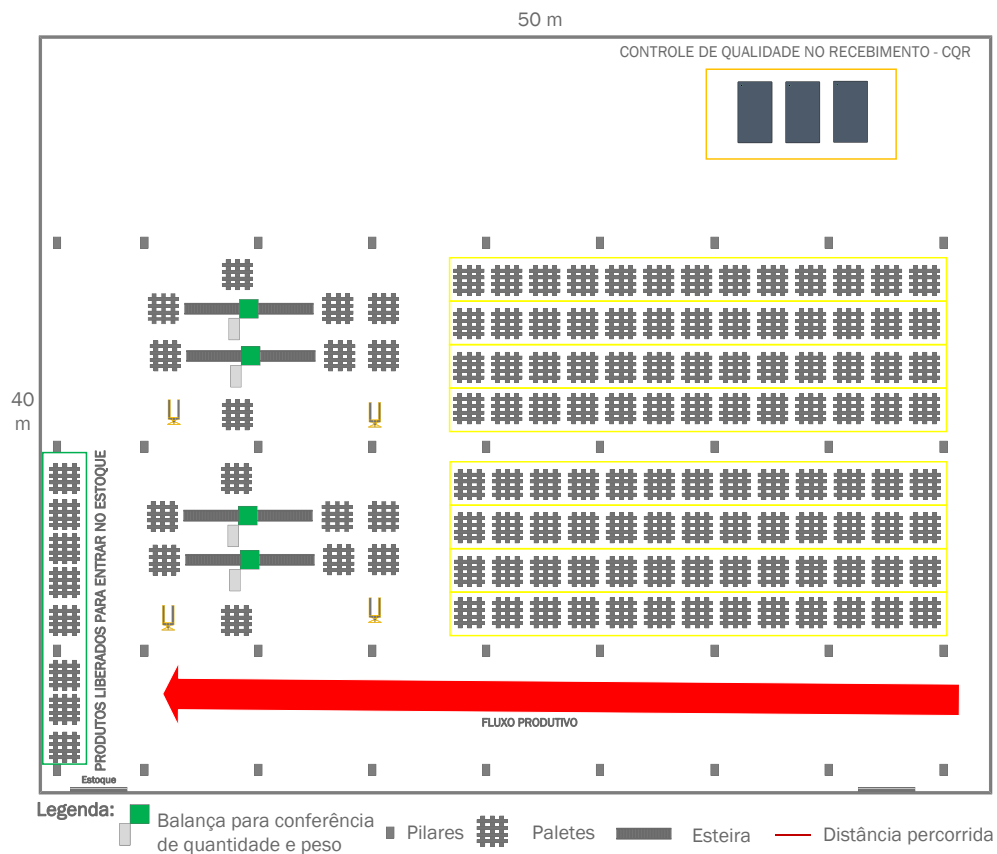 50 m
CONTROLE DE QUALIDADE NO RECEBIMENTO - CQR
40
m
PRODUTOS LIBERADOS PARA ENTRAR NO ESTOQUE
FLUXO PRODUTIVO
Estoque
Legenda:
Balança para conferência
de quantidade e peso
Pilares
Paletes
Esteira
Distância percorrida